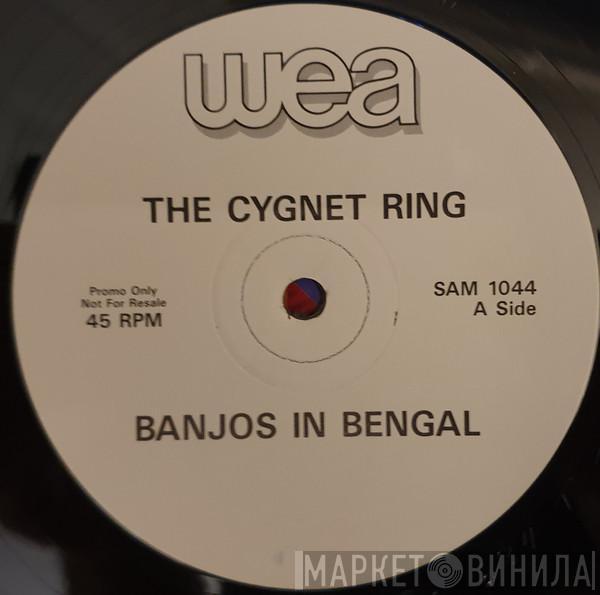 wea
THE CYGNET RING
Promo Only
Not For Resale
45 RPM
SAM 1044
A Side
BANJOS IN BENGAL
МАРКЕТ ВИНИЛА